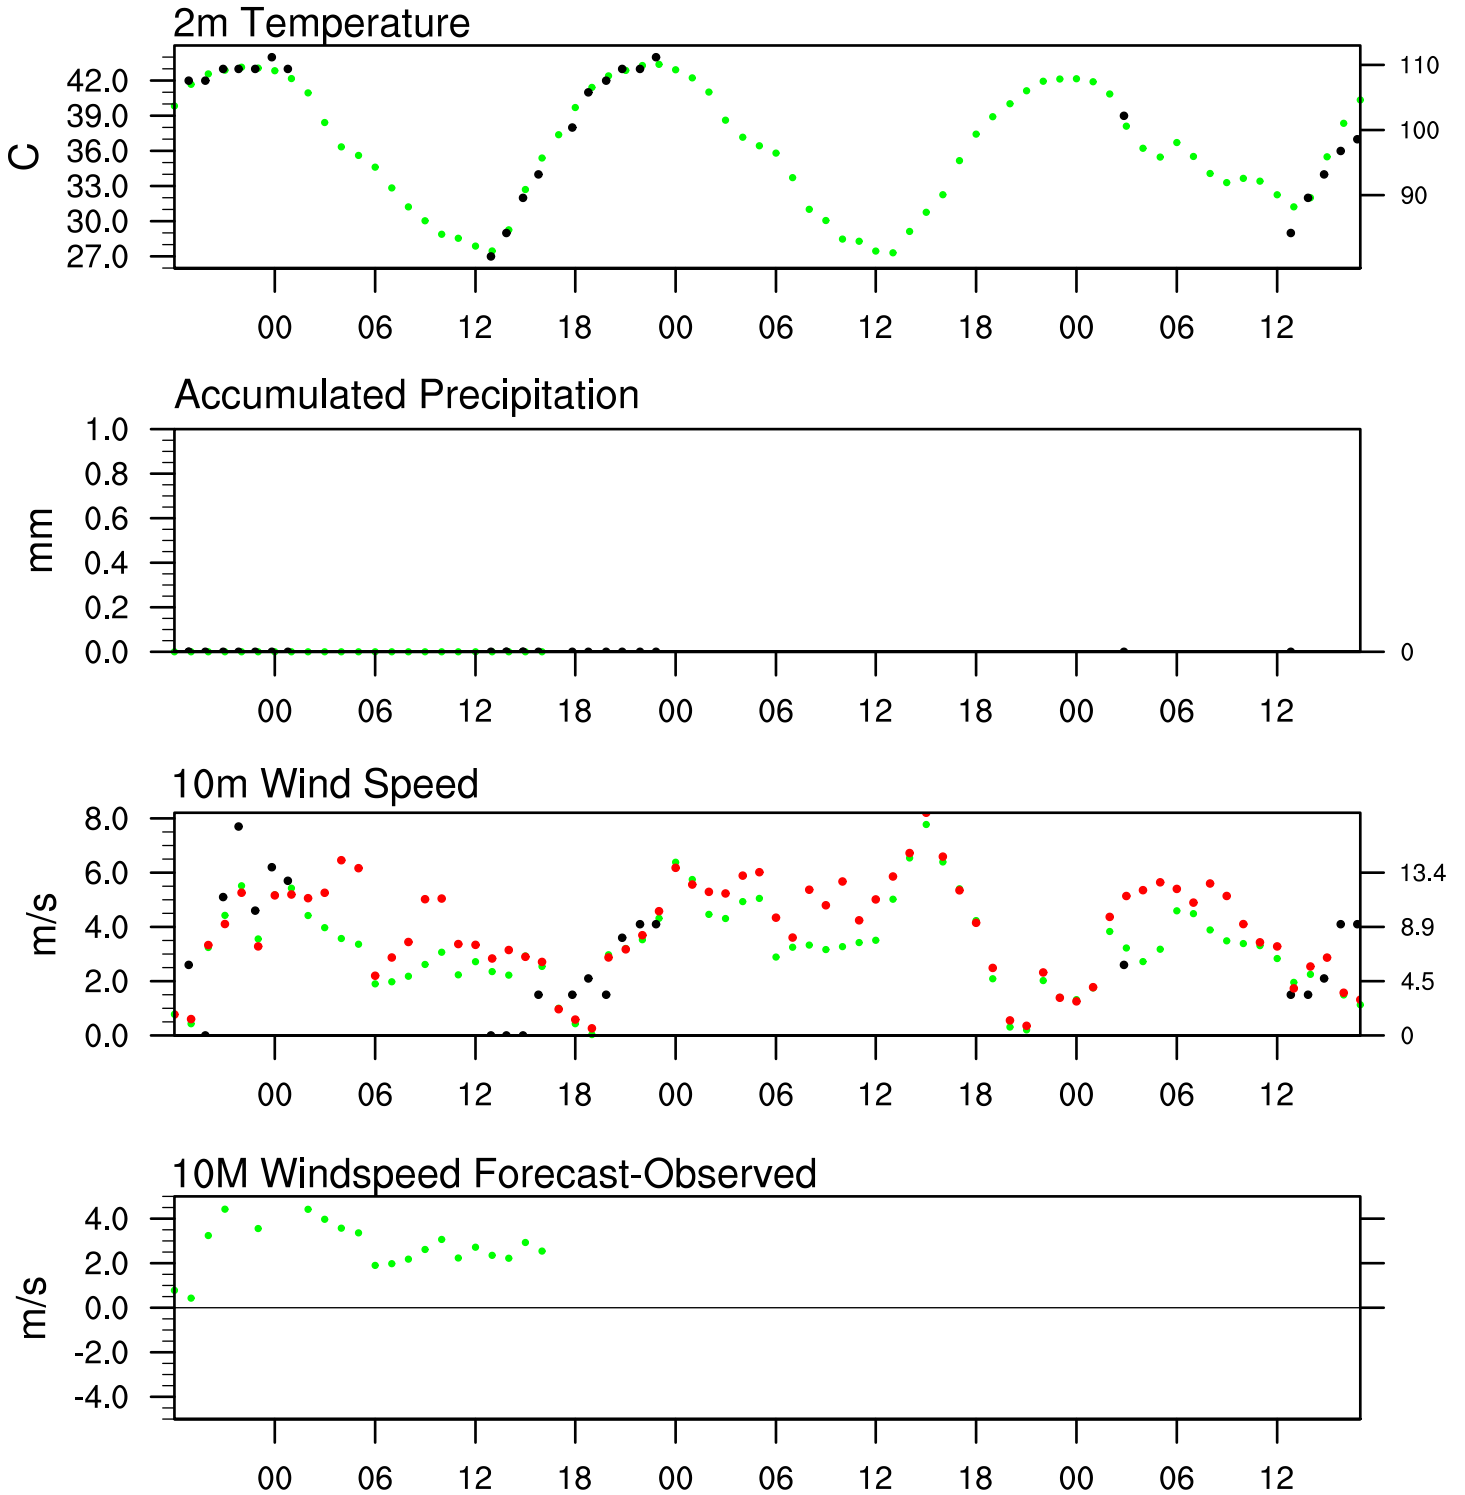 2m Temperature
C
42.0
39.0
36.0
33.0
30.0
27.0
110
100
90
00 06 12 18 00 06 12 18 00 06 12
Accumulated Precipitation
mm
1.0
0.8
0.6
0.4
0.2
0.0
0
00 06 12 18 00 06 12 18 00 06 12
10m Wind Speed
m/s
8.0
6.0
4.0
2.0
0.0
13.4
8.9
4.5
0
00 06 12 18 00 06 12 18 00 06 12
10M Windspeed Forecast-Observed
m/s
4.0
2.0
0.0
-2.0
-4.0
00 06 12 18 00 06 12 18 00 06 12